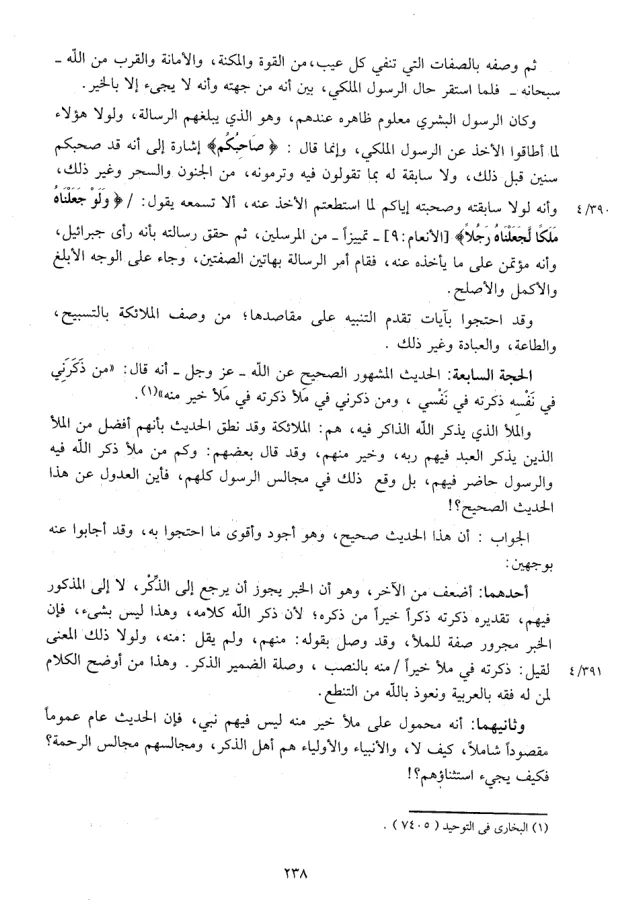 ثم وصفه بالصفات التي تنفي كل عيب،من القوة والمكنة، والأمانة والقرب من اللّه ـ
سبحانه ـ فلما استقر حال الرسول الملكي، بين أنه من جهته وأنه لا يجيء إلا بالخير.
وكان الرسول البشري معلوم ظاهره عندهم، وهو الذي يبلغهم الرسالة، ولولا هؤلاء
لما أطاقوا الأخذ عن الرسول الملكي، وإنما قال : ﴿ صَاحِبُكُم﴾ إشارة إلى أنه قد صحبكم
سنين قبل ذلك، ولا سابقة له بما تقولون فيه وترمونه، من الجنون والسحر وغير ذلك،
٤/٣٩٠ وأنه لولا سابقته وصحبته إياكم لما استطعتم الأخذ عنه، ألا تسمعه يقول: /﴿ وَلَوْ جَعَلْنَاهُ
مَلَكًا لَّجَعَلْنَاهُ رَجُلاً﴾ [الأنعام:٩] ـ تمييزاً ـ من المرسلين، ثم حقق رسالته بأنه رأى جبرائيل،
وأنه مؤتمن على ما يأخذه عنه، فقام أمر الرسالة بهاتين الصفتين، وجاء على الوجه الأبلغ
والأكمل والأصلح.
وقد احتجوا بآيات تقدم التنبيه على مقاصدها؛ من وصف الملائكة بالتسبيح،
والطاعة، والعبادة وغير ذلك .
الحجة السابعة: الحديث المشهور الصحيح عن اللّه ـ عز وجل ـ أنه قال: «من ذَكَرَنِي
في نَفْسِه ذكرته في نَفْسي ، ومن ذكرني في مَلأ ذكرته في مَلأ خير منه»(١).
والملأ الذي يذكر اللّه الذاكر فيه، هم: الملائكة وقد نطق الحديث بأنهم أفضل من الملأ
الذين يذكر العبد فيهم ربه، وخير منهم، وقد قال بعضهم: وكم من ملأ ذكر اللّه فيه
والرسول حاضر فيهم، بل وقع ذلك في مجالس الرسول كلهم، فأين العدول عن هذا
الحديث الصحيح؟!
الجواب : أن هذا الحديث صحيح، وهو أجود وأقوى ما احتجوا به، وقد أجابوا عنه
بوجهين:
أحدهما: أضعف من الآخر، وهو أن الخبر يجوز أن يرجع إلى الذِّكْر، لا إلى المذكور
فيهم، تقديره ذكرته ذكراً خيراً من ذكره؛ لأن ذكر اللّه كلامه، وهذا ليس بشيء، فإن
الخبر مجرور صفة للملأ، وقد وصل بقوله: منهم، ولم يقل :منه، ولولا ذلك المعنى
٤/٣٩١ لقيل: ذكرته في ملأ خيراً /منه بالنصب ، وصلة الضمير الذكر. وهذا من أوضح الكلام
لمن له فقه بالعربية ونعوذ باللّه من التنطع.
وثانيهما: أنه محمول على ملأ خير منه ليس فيهم نبي، فإن الحديث عام عموماً
مقصوداً شاملاً، كيف لا، والأنبياء والأولياء هم أهل الذكر، ومجالسهم مجالس الرحمة؟
فكيف يجيء استثناؤهم؟!
(١) البخارى فى التوحيد ( ٧٤٠٥) .
٢٣٨